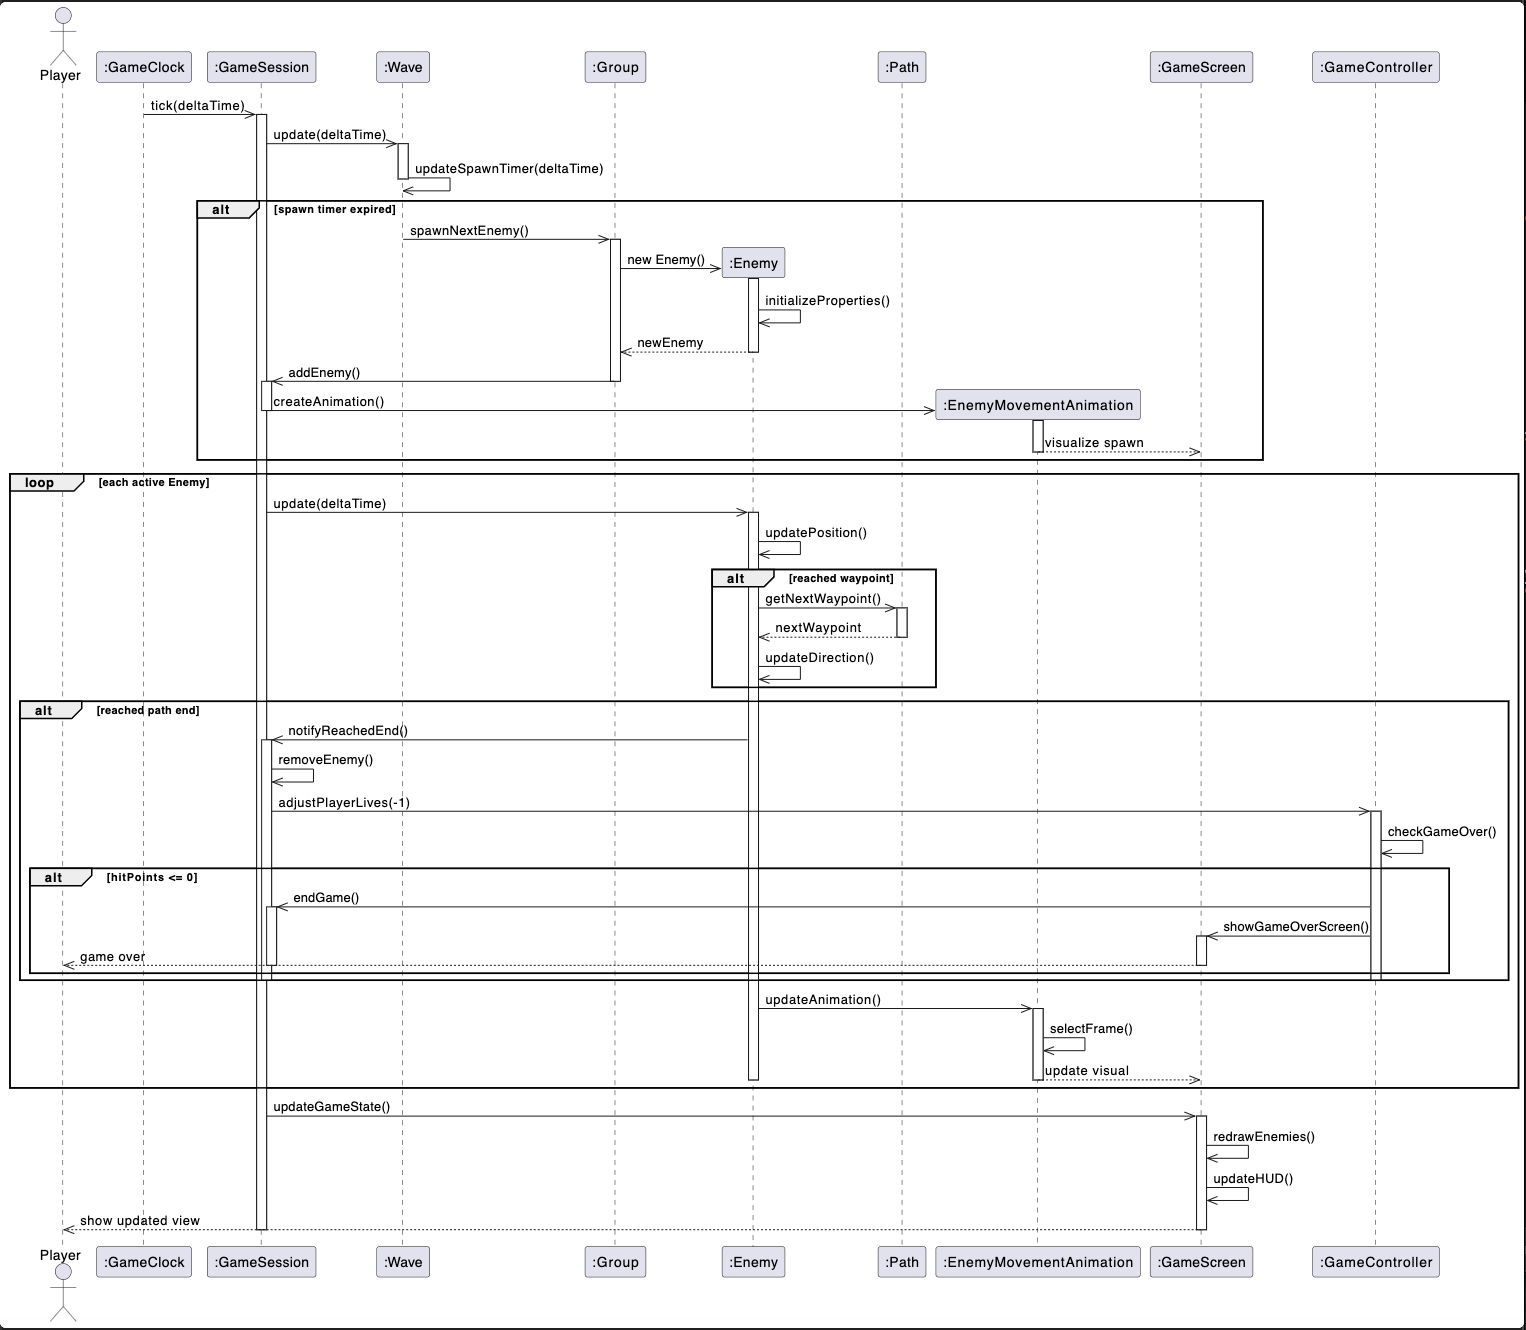 Player
:GameClock
:GameSession
:Wave
:Group
:Path
:GameScreen
:GameController
tick(deltaTime)
update(deltaTime)
updateSpawnTimer(deltaTime)
alt
[spawn timer expired]
spawnNextEnemy()
new Enemy()
:Enemy
initializeProperties()
newEnemy
addEnemy()
createAnimation()
:EnemyMovementAnimation
visualize spawn
loop
[each active Enemy]
update(deltaTime)
updatePosition()
alt
[reached waypoint]
getNextWaypoint()
nextWaypoint
updateDirection()
alt
[reached path end]
notifyReachedEnd()
removeEnemy()
adjustPlayerLives(-1)
checkGameOver()
alt
[hitPoints <= 0]
endGame()
showGameOverScreen()
game over
updateAnimation()
selectFrame()
update visual
updateGameState()
redrawEnemies()
updateHUD()
show updated view
Player
:GameClock
:GameSession
:Wave
:Group
:Enemy
:Path
:EnemyMovementAnimation
:GameScreen
:GameController